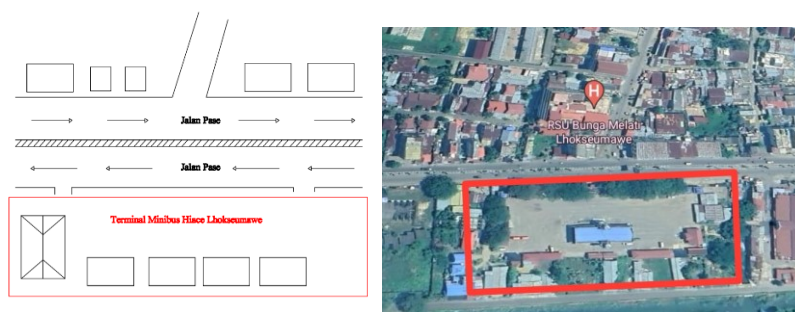 Jalan Pase
Jalan Pase
Terminal Minibus Hiace Lhokseumawe
H
RSU Bunga Melati
Lhokseumawe